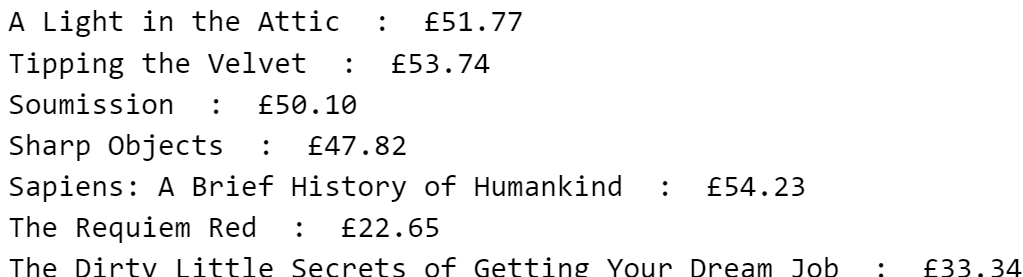 A Light in the Attic  :  £51.77
Tipping the Velvet  :  £53.74
Soumission  :  £50.10
Sharp Objects  :  £47.82
Sapiens: A Brief History of Humankind  :  £54.23
The Requiem Red  :  £22.65
The Dirty Little Secrets of Getting Your Dream Job  :  £33.34